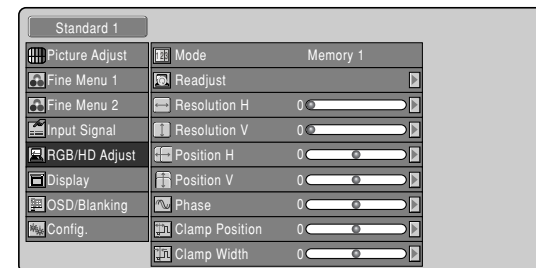 Standard 1
Picture Adjust
Fine Menu 1
Fine Menu 2
Input Signal
RGB/HD Adjust
Display
OSD/Blanking
Config.
Mode Memory 1
Readjust
Resolution H 0
Resolution V 0
Position H 0
Position V 0
Phase 0
Clamp Position 0
Clamp Width 0